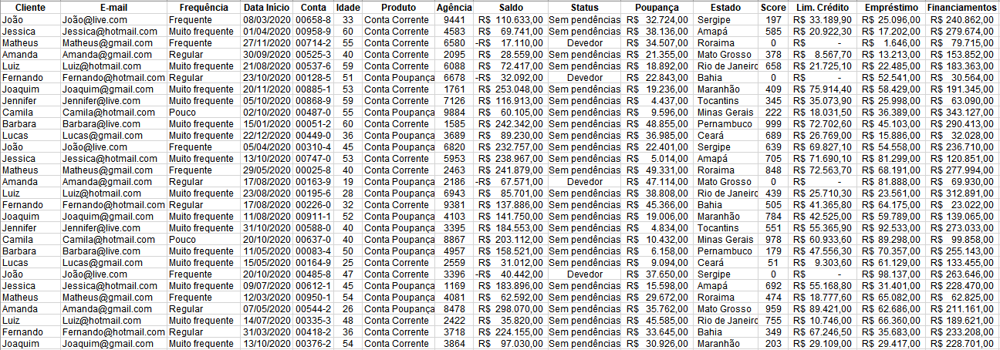 Cliente E-mail Frequência Data Início Conta Idade Produto Agência Saldo Status Poupança Estado Score Lim. Crédito Empréstimo Financiamentos
João João@live.com Frequente 08/03/2020 00658-8 33 Conta Corrente 9441 R$ 110.633,00 Sem pendências R$ 32.724,00 Sergipe 197 R$ 33.189,90 R$ 25.096,00 R$ 240.862,00
Jessica Jessica@hotmail.com Muito frequente 01/04/2020 00958-9 60 Conta Corrente 4583 R$ 69.741,00 Sem pendências R$ 38.136,00 Amapá 585 R$ 20.922,30 R$ 17.202,00 R$ 279.674,00
Matheus Matheus@gmail.com Frequente 27/11/2020 00714-2 55 Conta Corrente 6580 -R$ 17.110,00 Devedor R$ 34.507,00 Roraima 0 R$ - R$ 1.646,00 R$ 79.715,00
Amanda Amanda@gmail.com Regular 30/09/2020 00525-3 40 Conta Corrente 2095 R$ 28.559,00 Sem pendências R$ 21.355,00 Mato Grosso 378 R$ 8.567,70 R$ 13.213,00 R$ 153.852,00
Luiz Luiz@hotmail.com Muito frequente 21/08/2020 00537-6 59 Conta Corrente 6088 R$ 72.417,00 Sem pendências R$ 18.892,00 Rio de Janeiro 658 R$ 21.725,10 R$ 22.485,00 R$ 183.363,00
Fernando Fernando@hotmail.com Regular 23/10/2020 00128-5 51 Conta Poupança 6678 -R$ 32.092,00 Devedor R$ 22.843,00 Bahia 0 R$ - R$ 52.541,00 R$ 30.564,00
Joaquim Joaquim@gmail.com Muito frequente 20/11/2020 00885-1 53 Conta Poupança 1761 R$ 253.048,00 Sem pendências R$ 19.236,00 Maranhão 409 R$ 75.914,40 R$ 58.429,00 R$ 191.345,00
Jennifer Jennifer@live.com Muito frequente 05/10/2020 00868-9 59 Conta Corrente 7126 R$ 116.913,00 Sem pendências R$ 4.437,00 Tocantins 345 R$ 35.073,90 R$ 25.998,00 R$ 63.090,00
Camila Camila@hotmail.com Pouco 02/10/2020 00487-0 55 Conta Poupança 9884 R$ 60.105,00 Sem pendências R$ 9.596,00 Minas Gerais 222 R$ 18.031,50 R$ 36.389,00 R$ 343.127,00
Barbara Barbara@live.com Muito frequente 15/01/2020 00051-2 60 Conta Corrente 1585 R$ 242.342,00 Sem pendências R$ 48.855,00 Pernambuco 999 R$ 72.702,60 R$ 45.103,00 R$ 290.413,00
Lucas Lucas@gmail.com Muito frequente 22/12/2020 00449-0 36 Conta Poupança 3689 R$ 89.230,00 Sem pendências R$ 36.985,00 Ceará 689 R$ 26.769,00 R$ 15.886,00 R$ 32.028,00
João João@live.com Frequente 05/04/2020 00310-4 45 Conta Poupança 6820 R$ 232.757,00 Sem pendências R$ 22.401,00 Sergipe 639 R$ 69.827,10 R$ 54.558,00 R$ 236.710,00
Jessica Jessica@hotmail.com Muito frequente 13/10/2020 00747-0 53 Conta Poupança 5953 R$ 238.967,00 Sem pendências R$ 5.014,00 Amapá 705 R$ 71.690,10 R$ 81.299,00 R$ 120.851,00
Matheus Matheus@gmail.com Frequente 29/05/2020 00025-8 40 Conta Corrente 2463 R$ 241.879,00 Sem pendências R$ 49.331,00 Roraima 848 R$ 72.563,70 R$ 68.191,00 R$ 277.994,00
Amanda Amanda@gmail.com Regular 17/08/2020 00163-9 19 Conta Poupança 2186 -R$ 67.571,00 Devedor R$ 47.114,00 Mato Grosso 0 R$ - R$ 81.888,00 R$ 69.930,00
Luiz Luiz@hotmail.com Muito frequente 23/08/2020 00195-6 28 Conta Poupança 6943 R$ 85.701,00 Sem pendências R$ 38.808,00 Rio de Janeiro 439 R$ 25.710,30 R$ 23.561,00 R$ 312.891,00
Fernando Fernando@hotmail.com Regular 17/08/2020 00226-0 32 Conta Corrente 9381 R$ 137.886,00 Sem pendências R$ 45.366,00 Bahia 505 R$ 41.365,80 R$ 64.175,00 R$ 23.022,00
Joaquim Joaquim@gmail.com Muito frequente 11/08/2020 00911-1 52 Conta Poupança 4103 R$ 141.750,00 Sem pendências R$ 19.006,00 Maranhão 784 R$ 42.525,00 R$ 59.789,00 R$ 139.065,00
Jennifer Jennifer@live.com Muito frequente 31/10/2020 00588-0 40 Conta Poupança 3395 R$ 184.553,00 Sem pendências R$ 4.834,00 Tocantins 551 R$ 55.365,90 R$ 92.533,00 R$ 273.033,00
Camila Camila@hotmail.com Pouco 20/10/2020 00637-0 40 Conta Poupança 8867 R$ 203.112,00 Sem pendências R$ 10.432,00 Minas Gerais 978 R$ 60.933,60 R$ 89.298,00 R$ 99.858,00
Barbara Barbara@live.com Muito frequente 11/05/2020 00083-4 50 Conta Poupança 4957 R$ 158.521,00 Sem pendências R$ 6.158,00 Pernambuco 179 R$ 47.556,30 R$ 70.357,00 R$ 255.143,00
Lucas Lucas@gmail.com Muito frequente 15/05/2020 00164-9 25 Conta Corrente 2559 R$ 31.012,00 Sem pendências R$ 9.094,00 Ceará 51 R$ 9.303,60 R$ 61.129,00 R$ 133.455,00
João João@live.com Frequente 20/10/2020 00485-8 47 Conta Poupança 3396 -R$ 40.442,00 Devedor R$ 37.650,00 Sergipe 0 R$ - R$ 98.137,00 R$ 263.646,00
Jessica Jessica@hotmail.com Muito frequente 09/07/2020 00612-1 45 Conta Poupança 1169 R$ 183.896,00 Sem pendências R$ 15.598,00 Amapá 692 R$ 55.168,80 R$ 31.401,00 R$ 228.470,00
Matheus Matheus@gmail.com Frequente 12/03/2020 00950-1 54 Conta Poupança 4081 R$ 62.592,00 Sem pendências R$ 29.672,00 Roraima 474 R$ 18.777,60 R$ 65.082,00 R$ 62.825,00
Amanda Amanda@gmail.com Regular 07/05/2020 00544-2 26 Conta Poupança 8478 R$ 298.070,00 Sem pendências R$ 35.762,00 Mato Grosso 959 R$ 89.421,00 R$ 62.686,00 R$ 211.161,00
Luiz Luiz@hotmail.com Muito frequente 14/07/2020 00335-3 48 Conta Corrente 2422 R$ 35.820,00 Sem pendências R$ 45.585,00 Rio de Janeiro 755 R$ 10.746,00 R$ 66.360,00 R$ 189.621,00
Fernando Fernando@hotmail.com Regular 31/03/2020 00418-2 36 Conta Poupança 3718 R$ 224.155,00 Sem pendências R$ 33.645,00 Bahia 349 R$ 67.246,50 R$ 35.683,00 R$ 233.208,00
Joaquim Joaquim@gmail.com Muito frequente 13/10/2020 00376-2 54 Conta Corrente 3864 R$ 97.030,00 Sem pendências R$ 30.926,00 Maranhão 203 R$ 29.109,00 R$ 29.417,00 R$ 228.701,00